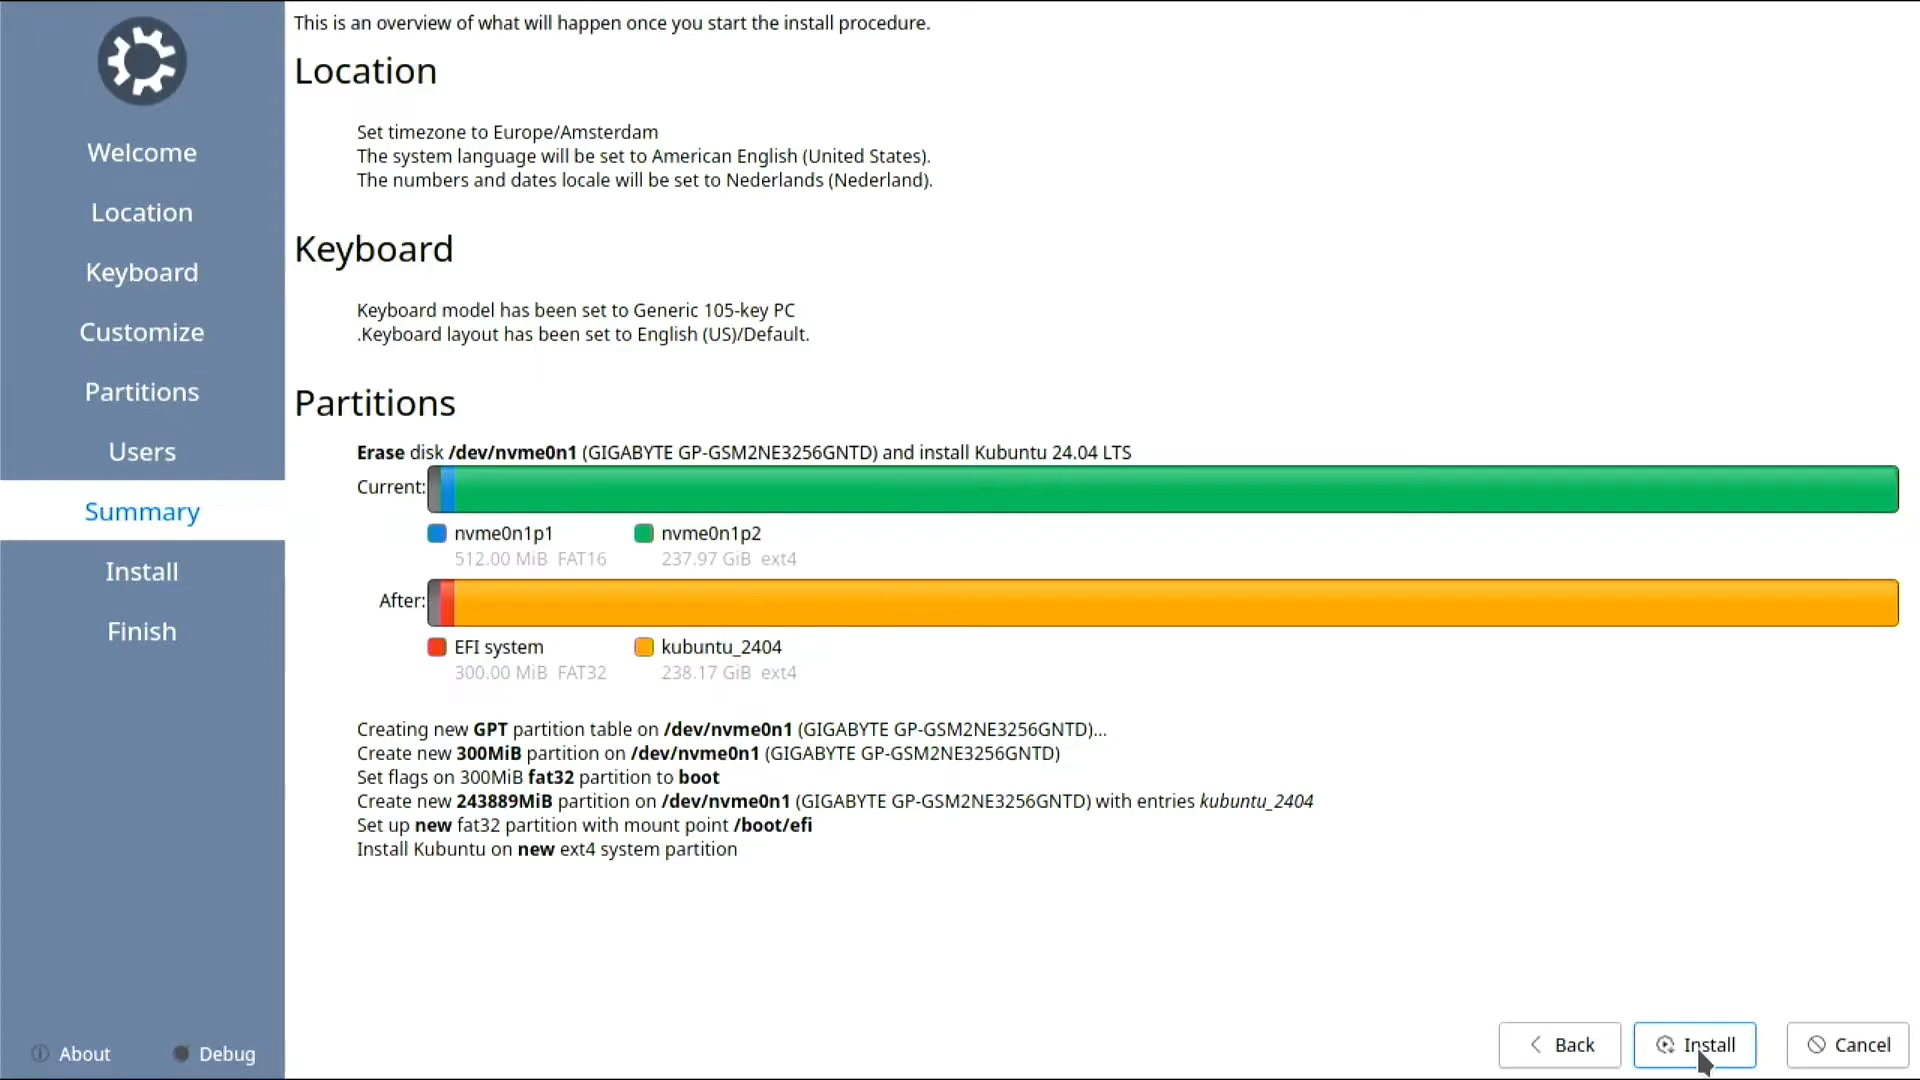 This is an overview of what will happen once you start the install procedure.
Welcome
Location
Keyboard
Customize
Partitions
Users
Summary
Install
Finish
About
Debug
Location
Set timezone to Europe/Amsterdam
The system language will be set to American English (United States).
The numbers and dates locale will be set to Nederlands (Nederland).
Keyboard
Keyboard model has been set to Generic 105-key PC
.Keyboard layout has been set to English (US)/Default.
Partitions
Erase disk /dev/nvme0n1 (GIGABYTE GP-GSM2NE3256GNTD) and install Kubuntu 24.04 LTS
Current:
nvme0n1p1 nvme0n1p2
512.00 MiB FAT16 237.97 GiB ext4
After:
EFI system kubuntu_2404
300.00 MiB FAT32 238.17 GiB ext4
Creating new GPT partition table on /dev/nvme0n1 (GIGABYTE GP-GSM2NE3256GNTD)...
Create new 300MiB partition on /dev/nvme0n1 (GIGABYTE GP-GSM2NE3256GNTD)
Set flags on 300MiB fat32 partition to boot
Create new 243889MiB partition on /dev/nvme0n1 (GIGABYTE GP-GSM2NE3256GNTD) with entries kubuntu_2404
Set up new fat32 partition with mount point /boot/efi
Install Kubuntu on new ext4 system partition
Back Install Cancel